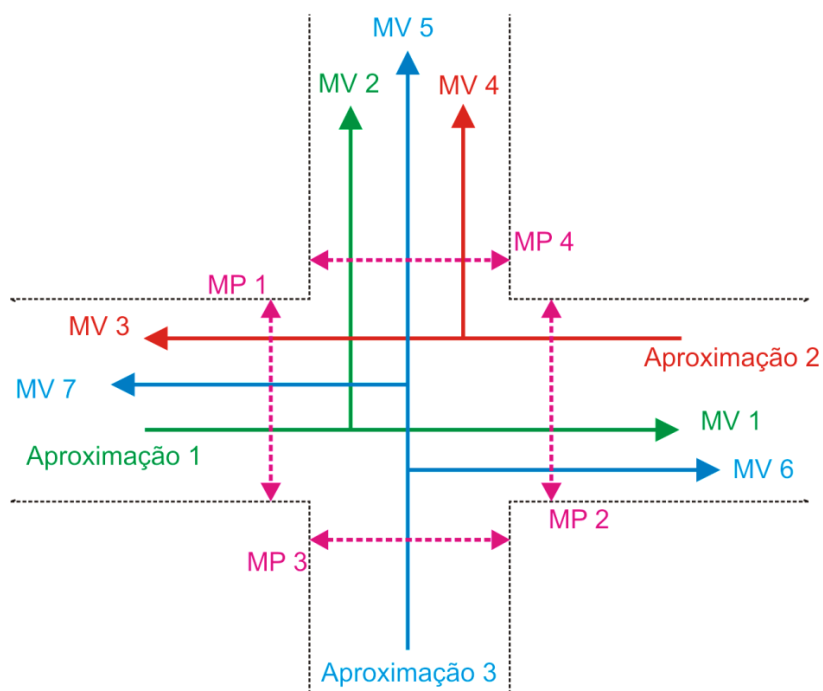 MV 5
MV 2
MV 4
MP 4
MP 1
MV 3
Aproximação 2
MV 7
MV 1
Aproximação 1
MV 6
MP 2
MP 3
Aproximação 3